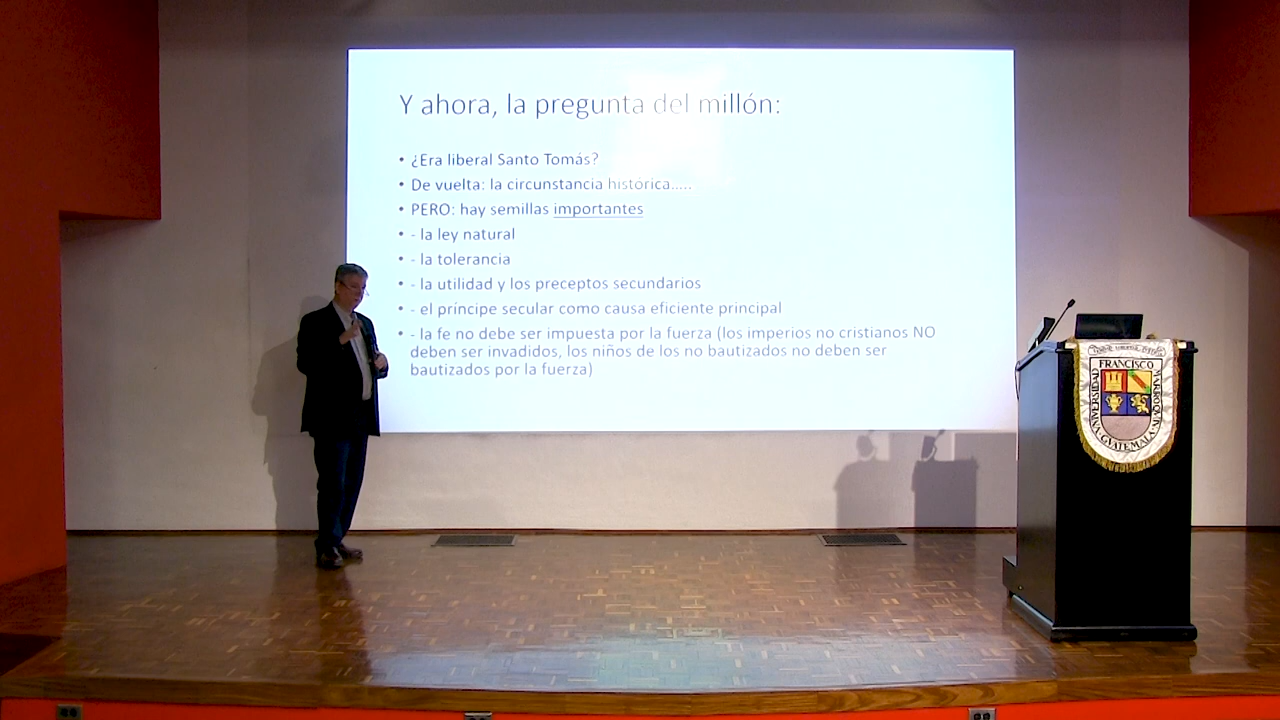 Y ahora, la pregunta del millón:
• ¿Era liberal Santo Tomás?
• De vuelta: la circunstancia histórica.....
• PERO: hay semillas importantes
• - la ley natural
• - la tolerancia
• - la utilidad y los preceptos secundarios
• - el príncipe secular como causa eficiente principal
• - la fe no debe ser impuesta por la fuerza (los imperios no cristianos NO
deben ser invadidos, los niños de los no bautizados no deben ser
bautizados por la fuerza)
UNIVERSIDAD
FRANCISCO
MARROQUIN
GVATEMALA